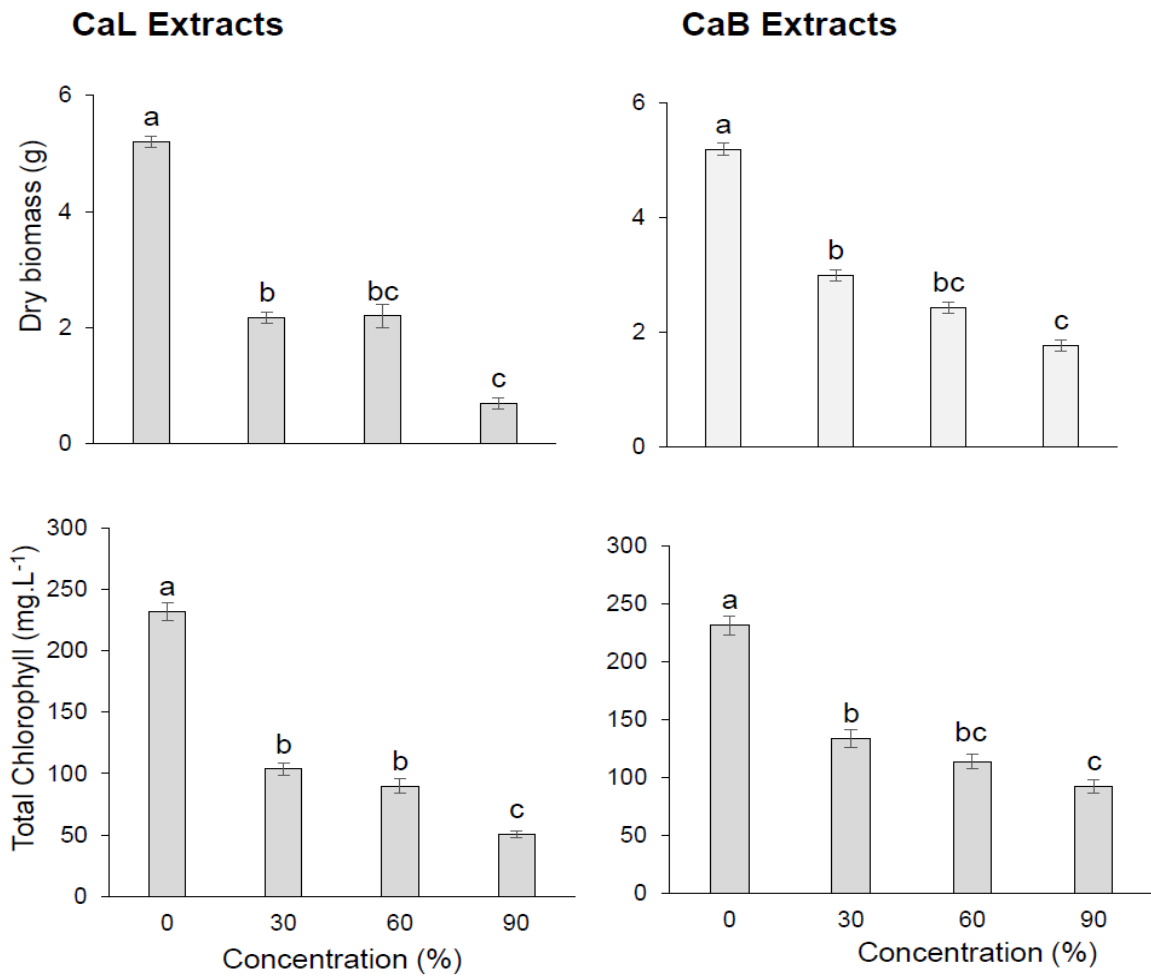 CaL Extracts
CaB Extracts
Dry biomass (g)
6
4
2
0
a
b
bc
c
6
4
2
0
a
b
bc
c
Total Chlorophyll (mg.L⁻¹)
300
250
200
150
100
50
0
a
b
b
c
0 30 60 90
Concentration (%)
300
250
200
150
100
50
0
a
b
bc
c
0 30 60 90
Concentration (%)